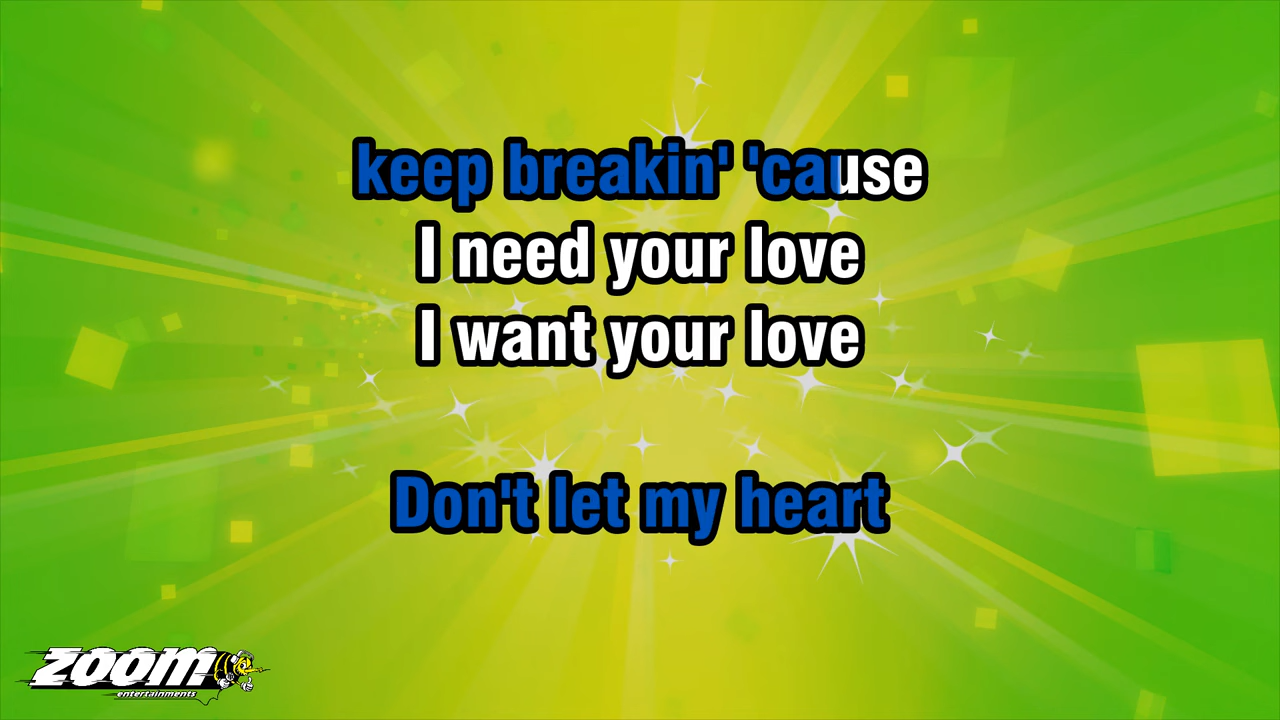 keep breakin' 'cause
I need your love
I want your love
Don't let my heart
zoom
entertainments